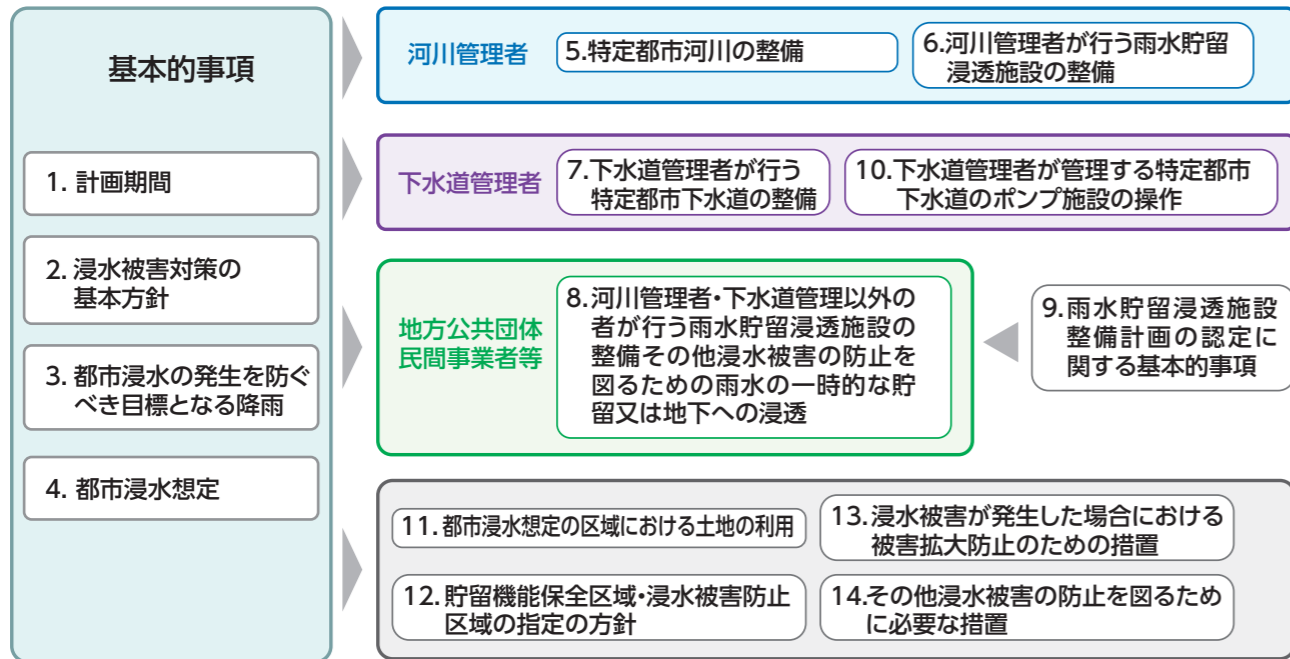 基本的事項
1. 計画期間
2. 浸水被害対策の
基本方針
3. 都市浸水の発生を防ぐ
べき目標となる降雨
4. 都市浸水想定
河川管理者
5.特定都市河川の整備
6.河川管理者が行う雨水貯留
浸透施設の整備
下水道管理者
7.下水道管理者が行う
特定都市下水道の整備
10.下水道管理者が管理する特定都市
下水道のポンプ施設の操作
地方公共団体
民間事業者等
8.河川管理者・下水道管理以外の
者が行う雨水貯留浸透施設の
整備その他浸水被害の防止を
図るための雨水の一時的な貯
留又は地下への浸透
9.雨水貯留浸透施設
整備計画の認定に
関する基本的事項
11.都市浸水想定の区域における土地の利用
12.貯留機能保全区域・浸水被害防止
区域の指定の方針
13.浸水被害が発生した場合における
被害拡大防止のための措置
14.その他浸水被害の防止を図るため
に必要な措置